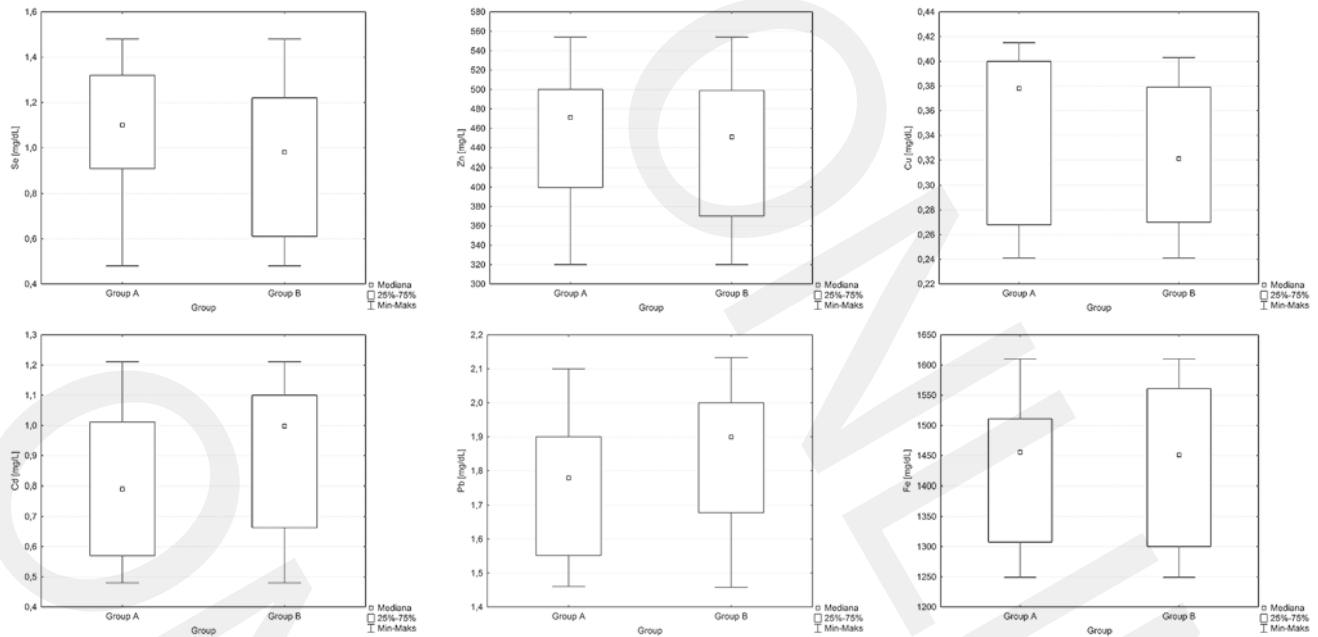 Se [mg/dL]
1,6
1,4
1,2
1,0
0,8
0,6
0,4
Group A
Group B
Group
Mediana
25%-75%
Min-Maks
Zn [mg/L]
580
560
540
520
500
480
460
440
420
400
380
360
340
320
300
Group A
Group B
Group
Mediana
25%-75%
Min-Maks
Cu [mg/dL]
0,44
0,42
0,40
0,38
0,36
0,34
0,32
0,30
0,28
0,26
0,24
0,22
Group A
Group B
Group
Mediana
25%-75%
Min-Maks
Cd [mg/L]
1,3
1,2
1,1
1,0
0,9
0,8
0,7
0,6
0,5
0,4
Group A
Group B
Group
Mediana
25%-75%
Min-Maks
Pb [mg/dL]
2,2
2,1
2,0
1,9
1,8
1,7
1,6
1,5
1,4
Group A
Group B
Group
Mediana
25%-75%
Min-Maks
Fe [mg/dL]
1650
1600
1550
1500
1450
1400
1350
1300
1250
1200
Group A
Group B
Group
Mediana
25%-75%
Min-Maks